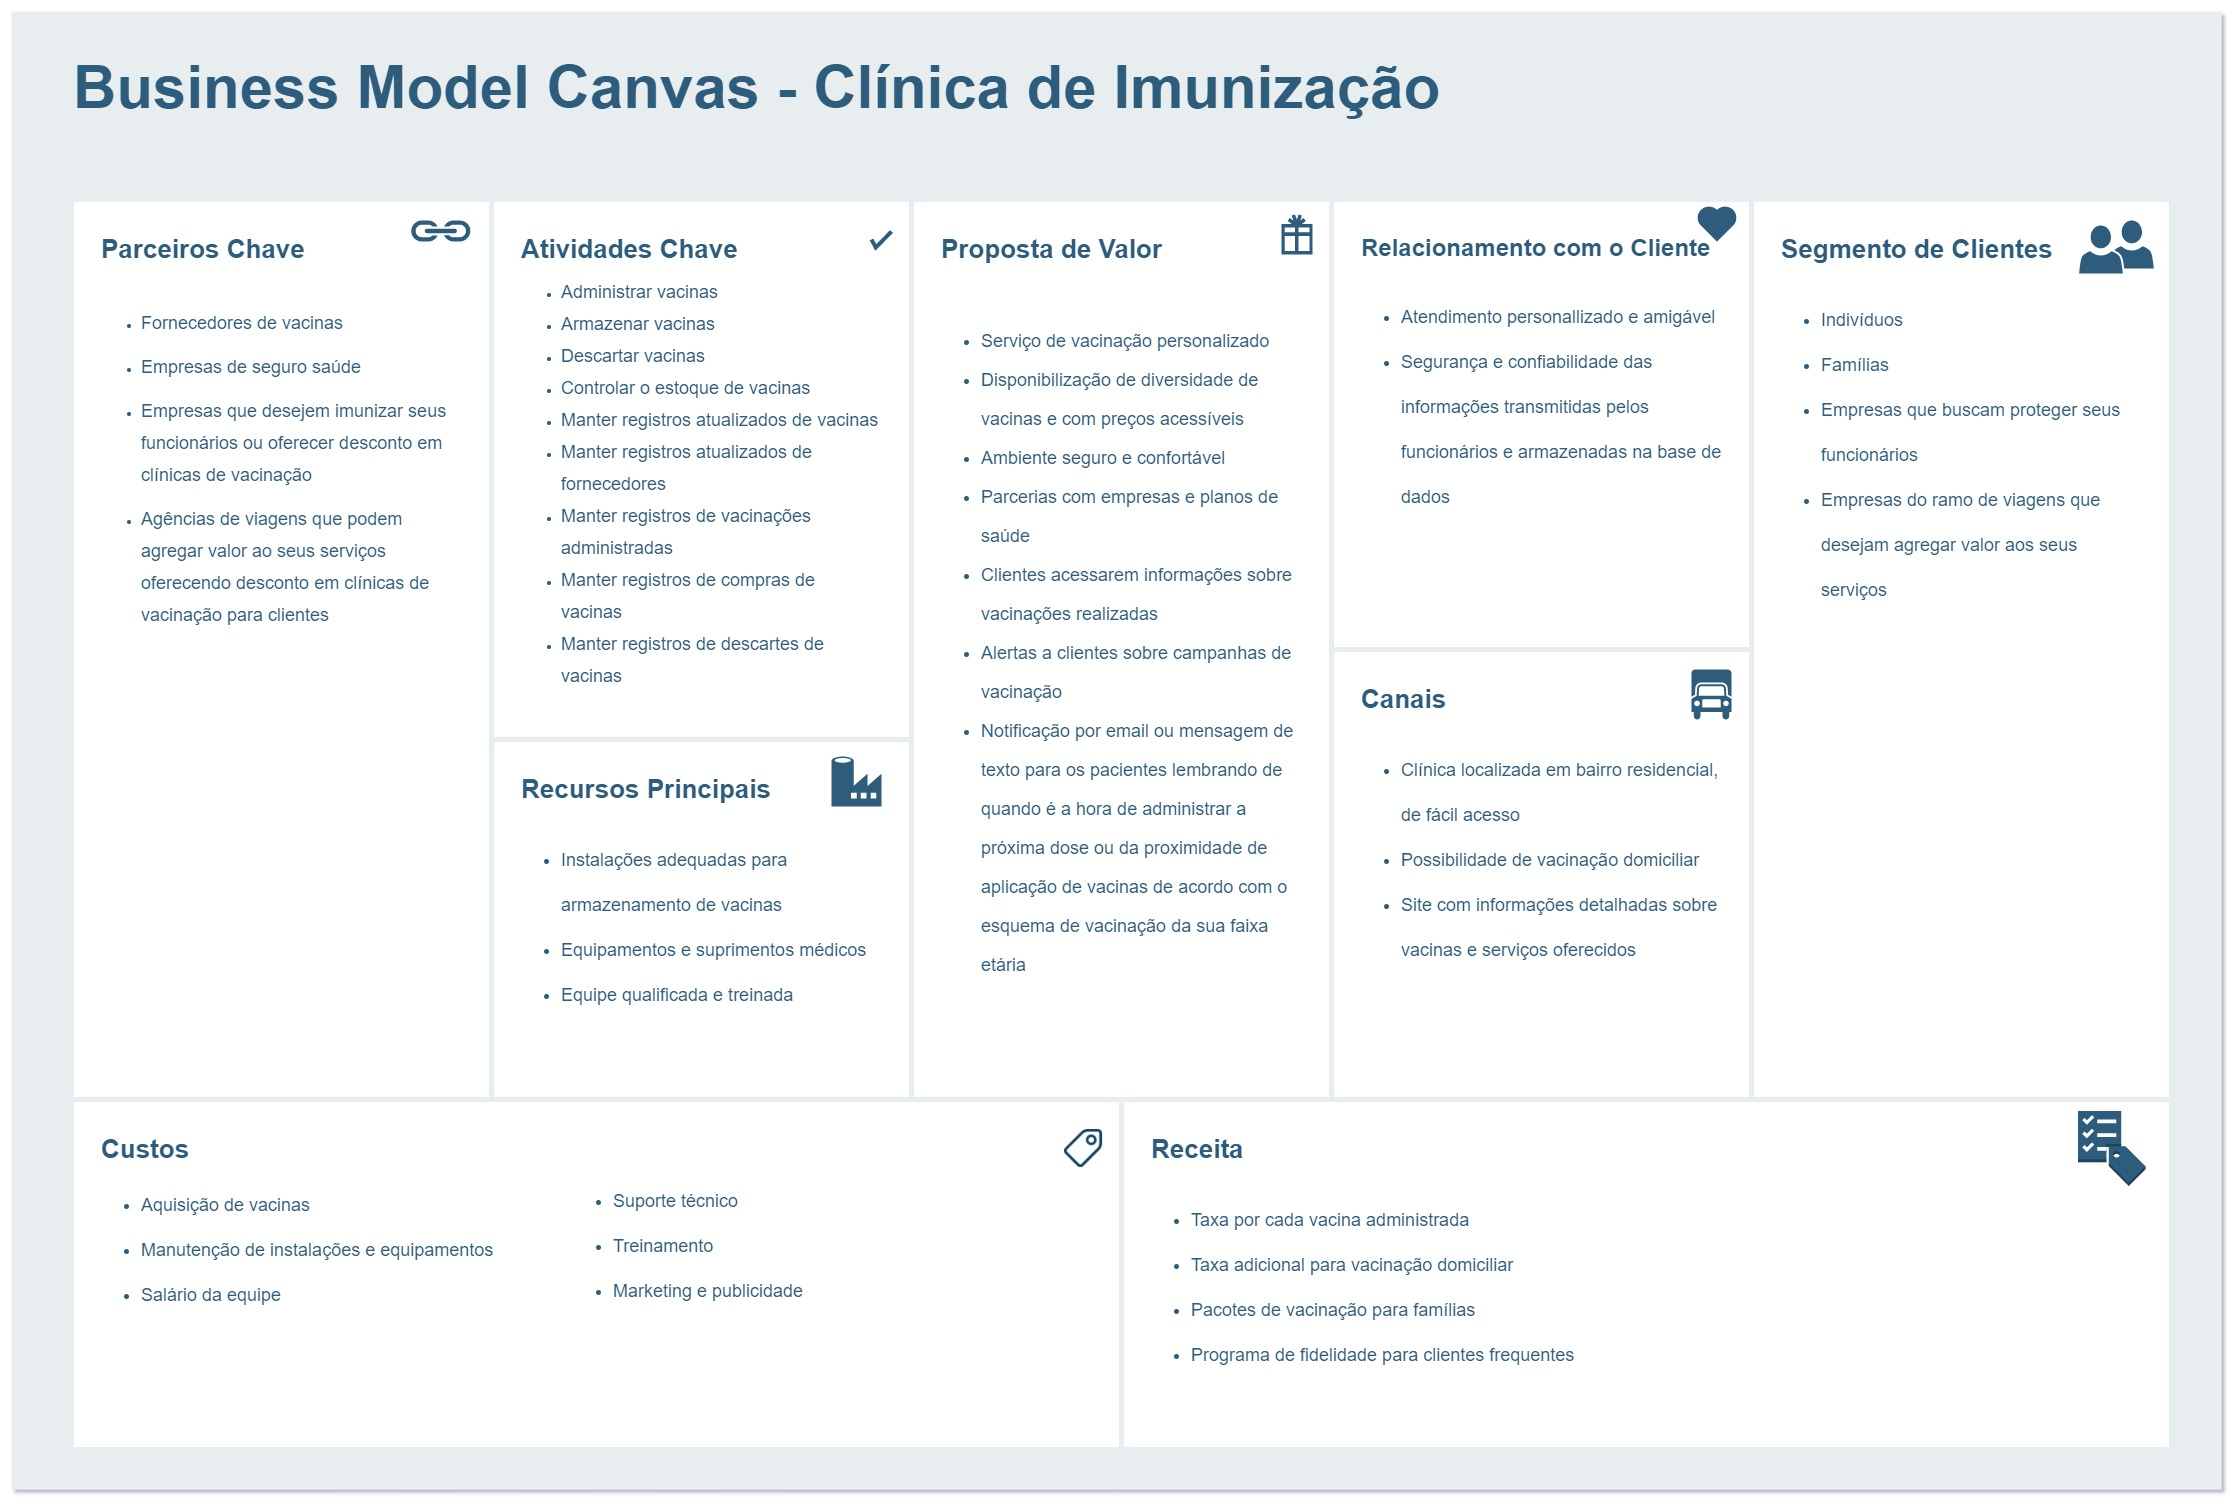 Business Model Canvas - Clínica de Imunização
Parceiros Chave
Fornecedores de vacinas
Empresas de seguro saúde
Empresas que desejem imunizar seus
funcionários ou oferecer desconto em
clínicas de vacinação
Agências de viagens que podem
agregar valor ao seus serviços
oferecendo desconto em clínicas de
vacinação para clientes
Atividades Chave
Administrar vacinas
Armazenar vacinas
Descartar vacinas
Controlar o estoque de vacinas
Manter registros atualizados de vacinas
Manter registros atualizados de
fornecedores
Manter registros de vacinações
administradas
Manter registros de compras de
vacinas
Manter registros de descartes de
vacinas
Recursos Principais
Instalações adequadas para
armazenamento de vacinas
Equipamentos e suprimentos médicos
Equipe qualificada e treinada
Proposta de Valor
Serviço de vacinação personalizado
Disponibilização de diversidade de
vacinas e com preços acessíveis
Ambiente seguro e confortável
Parcerias com empresas e planos de
saúde
Clientes acessarem informações sobre
vacinações realizadas
Alertas a clientes sobre campanhas de
vacinação
Notificação por email ou mensagem de
texto para os pacientes lembrando de
quando é a hora de administrar a
próxima dose ou da proximidade de
aplicação de vacinas de acordo com o
esquema de vacinação da sua faixa
etária
Relacionamento com o Cliente
Atendimento personallizado e amigável
Segurança e confiabilidade das
informações transmitidas pelos
funcionários e armazenadas na base de
dados
Canais
Clínica localizada em bairro residencial,
de fácil acesso
Possibilidade de vacinação domiciliar
Site com informações detalhadas sobre
vacinas e serviços oferecidos
Segmento de Clientes
Indivíduos
Famílias
Empresas que buscam proteger seus
funcionários
Empresas do ramo de viagens que
desejam agregar valor aos seus
serviços
Custos
Aquisição de vacinas
Manutenção de instalações e equipamentos
Salário da equipe
Suporte técnico
Treinamento
Marketing e publicidade
Receita
Taxa por cada vacina administrada
Taxa adicional para vacinação domiciliar
Pacotes de vacinação para famílias
Programa de fidelidade para clientes frequentes